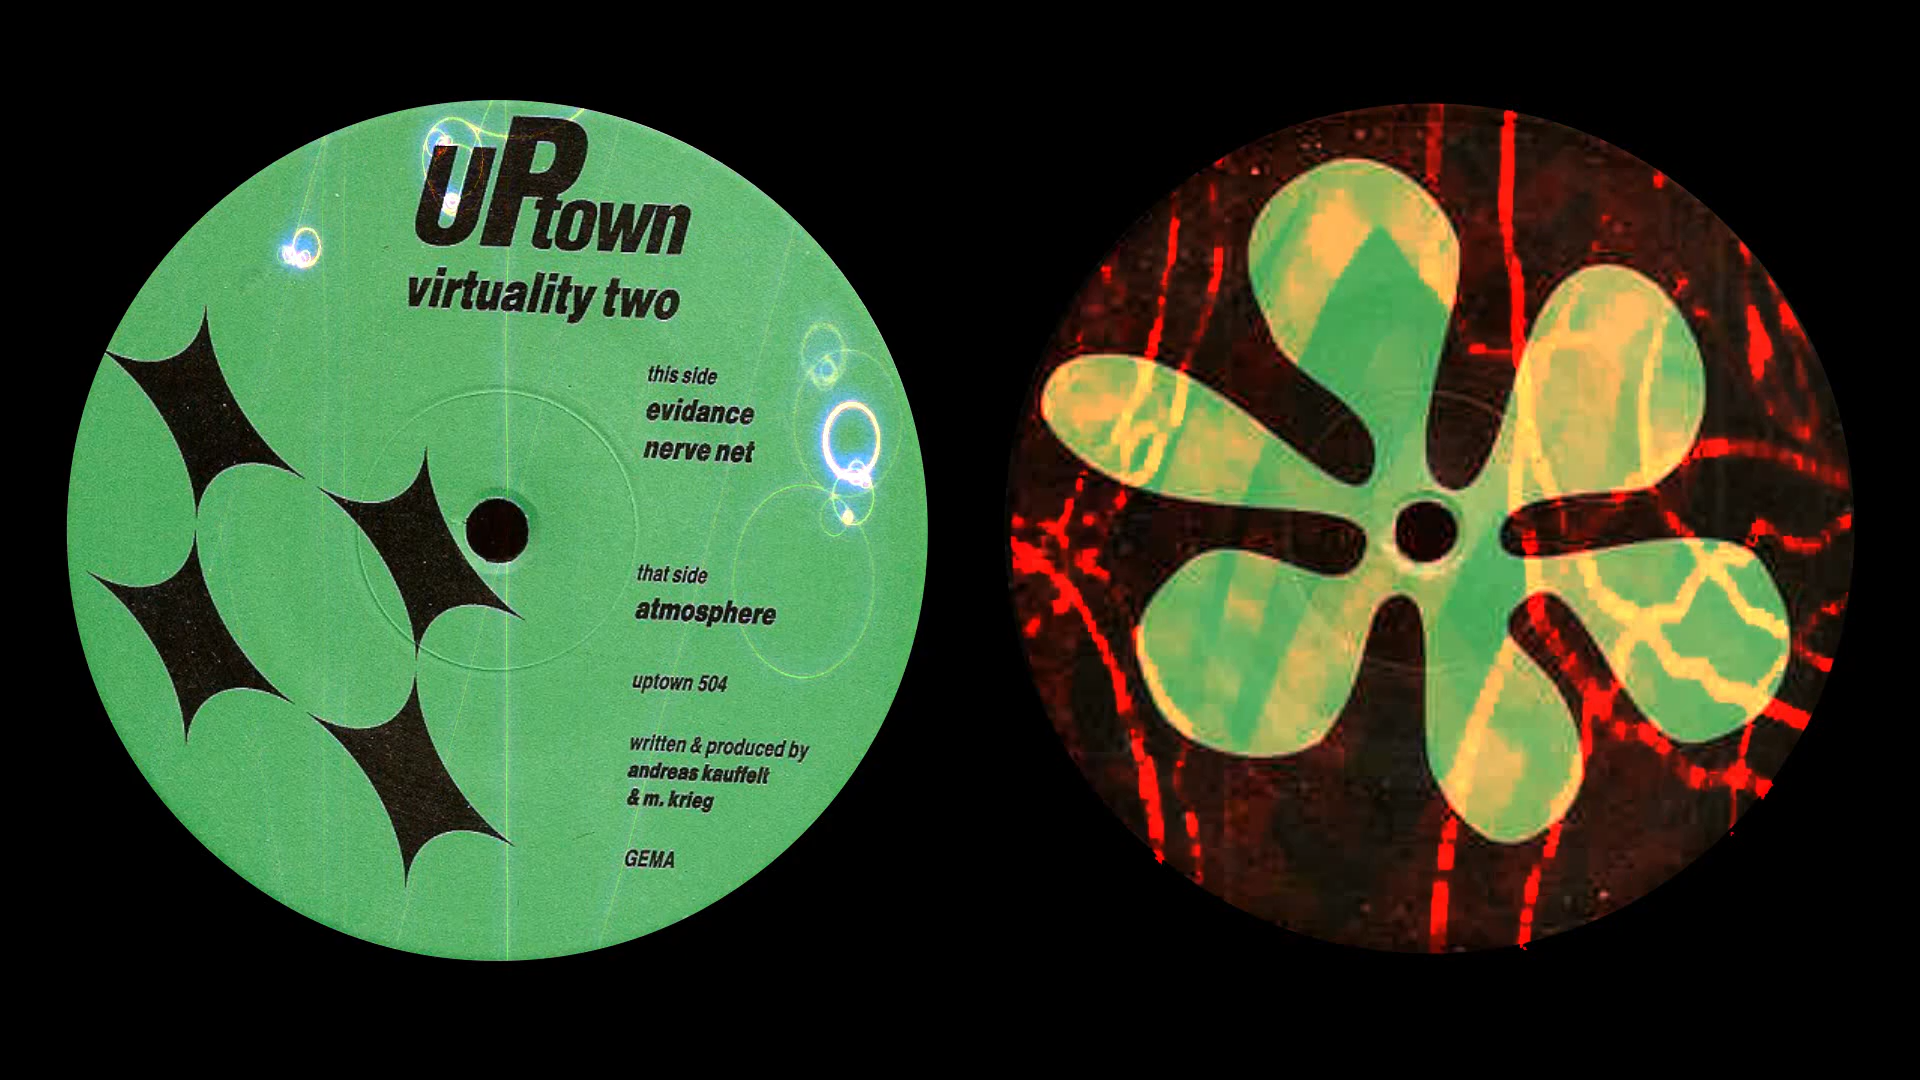 UPtown
virtuality two
this side
evidance
nerve net
that side
atmosphere
uptown 504
written & produced by
andreas kauffelt
& m. krieg
GEMA